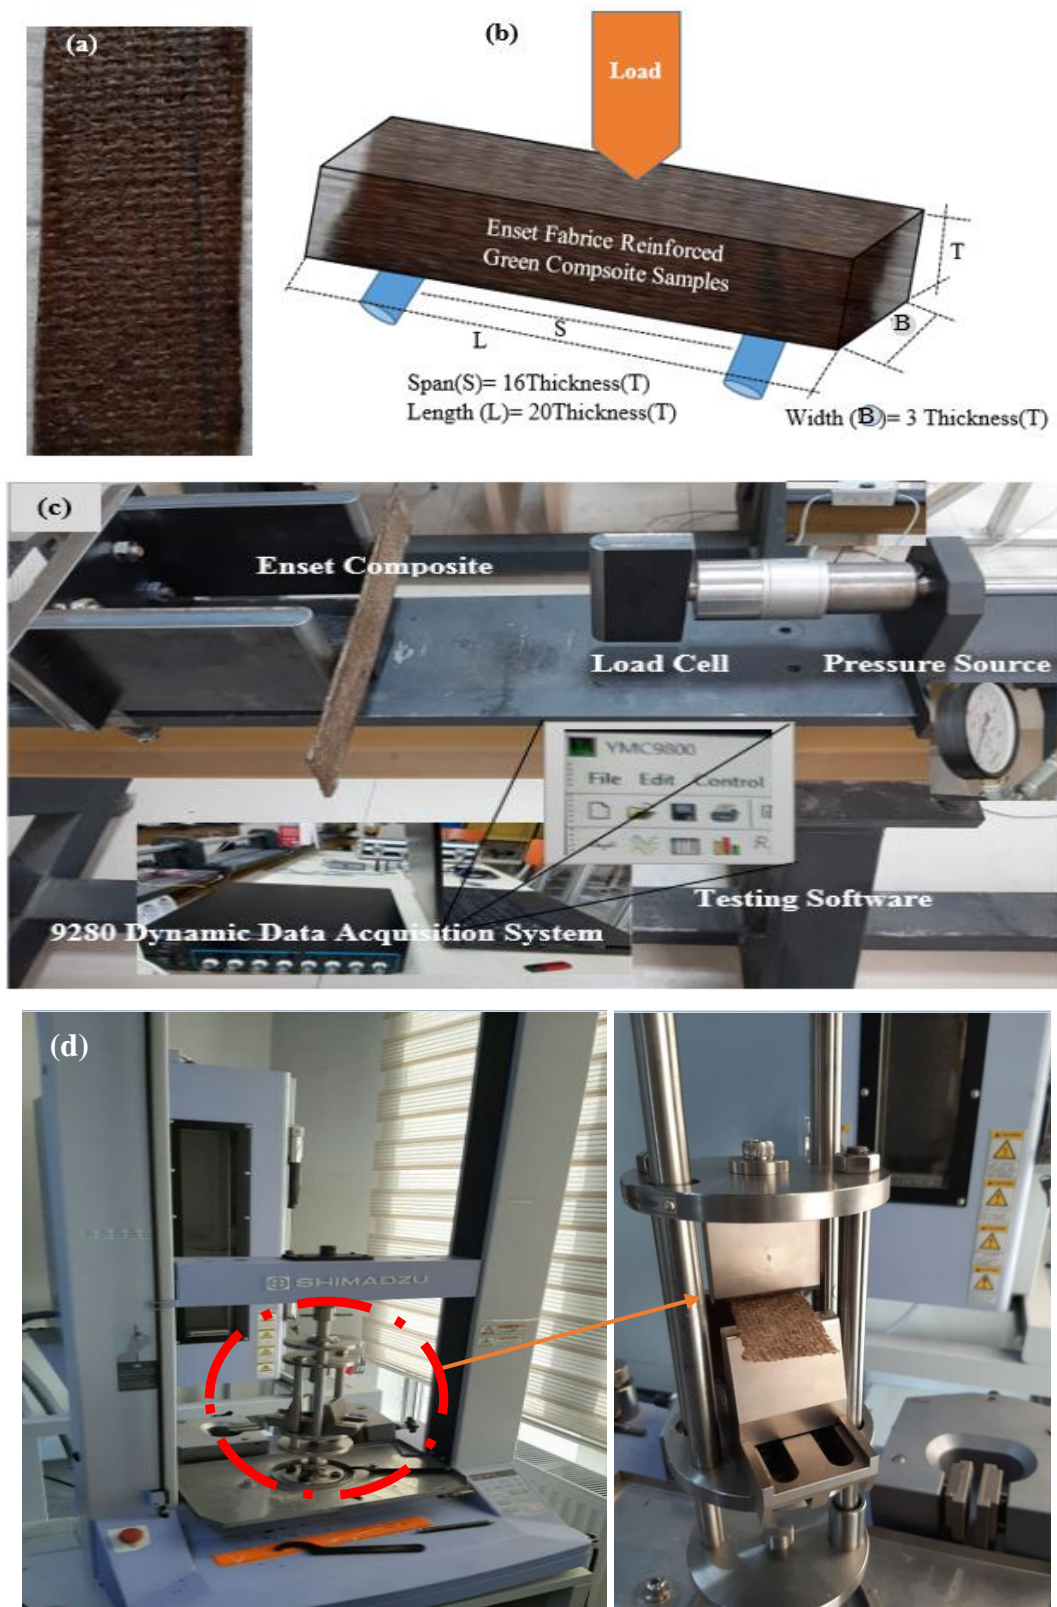 (a)
(b)
Load
Enset Fabrice Reinforced
Green Compsoite Samples
T
B
S
L
Span(S)= 16Thickness(T)
Length (L)= 20Thickness(T)
Width (B)= 3 Thickness(T)
(c)
Enset Composite
Load Cell
Pressure Source
YMC9800
File Edit Control
Testing Software
9280 Dynamic Data Acquisition System
(d)
SHIMADZU